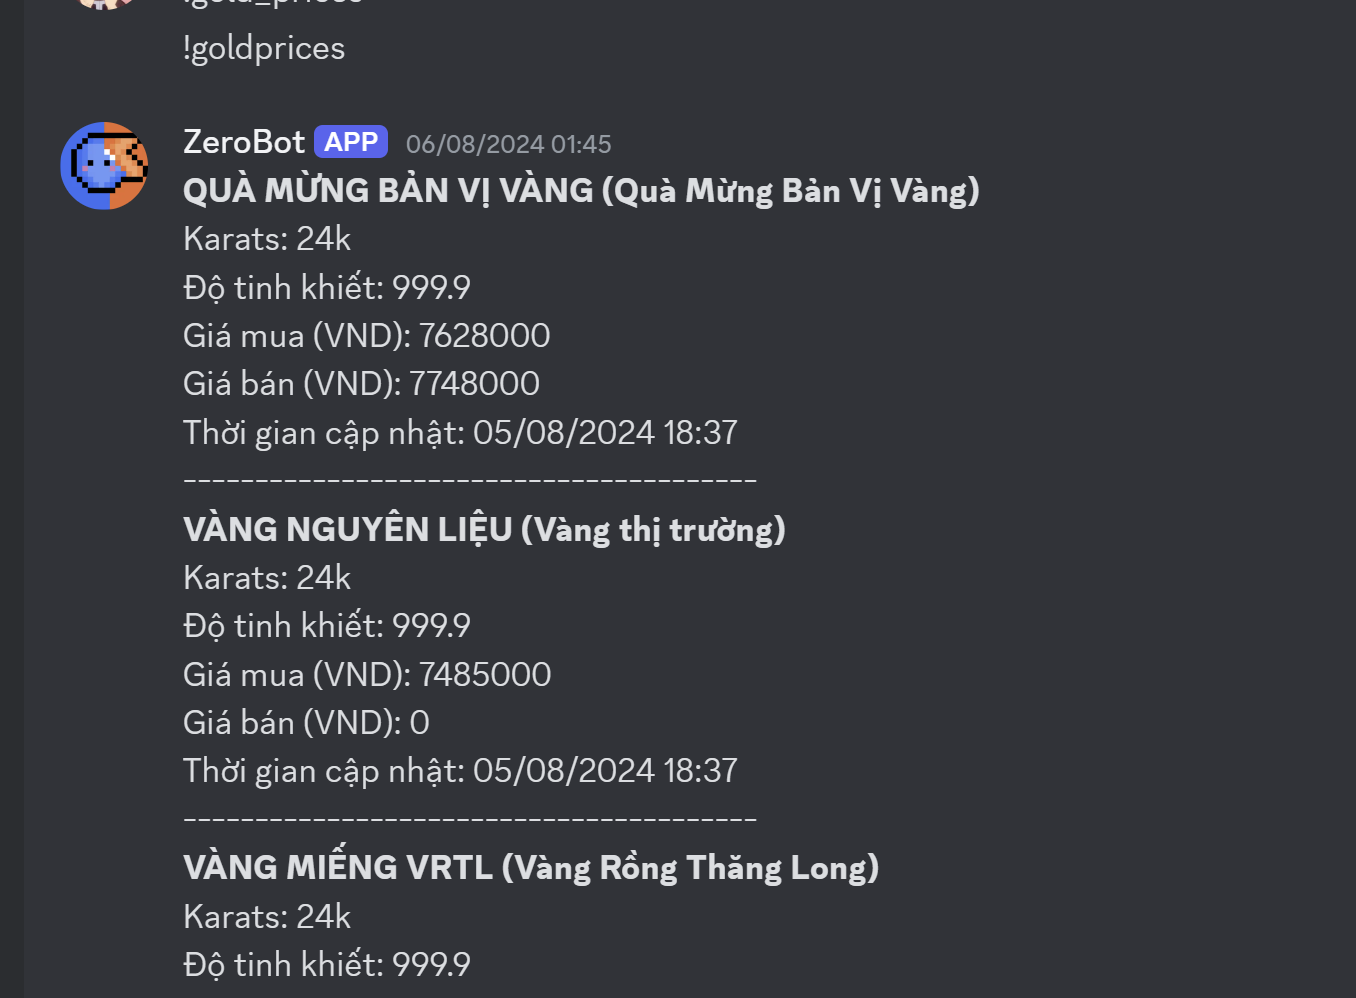 !gold_prices
!goldprices
ZeroBot APP 06/08/2024 01:45
QUÀ MỪNG BẢN VỊ VÀNG (Quà Mừng Bản Vị Vàng)
Karats: 24k
Độ tinh khiết: 999.9
Giá mua (VND): 7628000
Giá bán (VND): 7748000
Thời gian cập nhật: 05/08/2024 18:37
----------------------------------------
VÀNG NGUYÊN LIỆU (Vàng thị trường)
Karats: 24k
Độ tinh khiết: 999.9
Giá mua (VND): 7485000
Giá bán (VND): 0
Thời gian cập nhật: 05/08/2024 18:37
----------------------------------------
VÀNG MIẾNG VRTL (Vàng Rồng Thăng Long)
Karats: 24k
Độ tinh khiết: 999.9